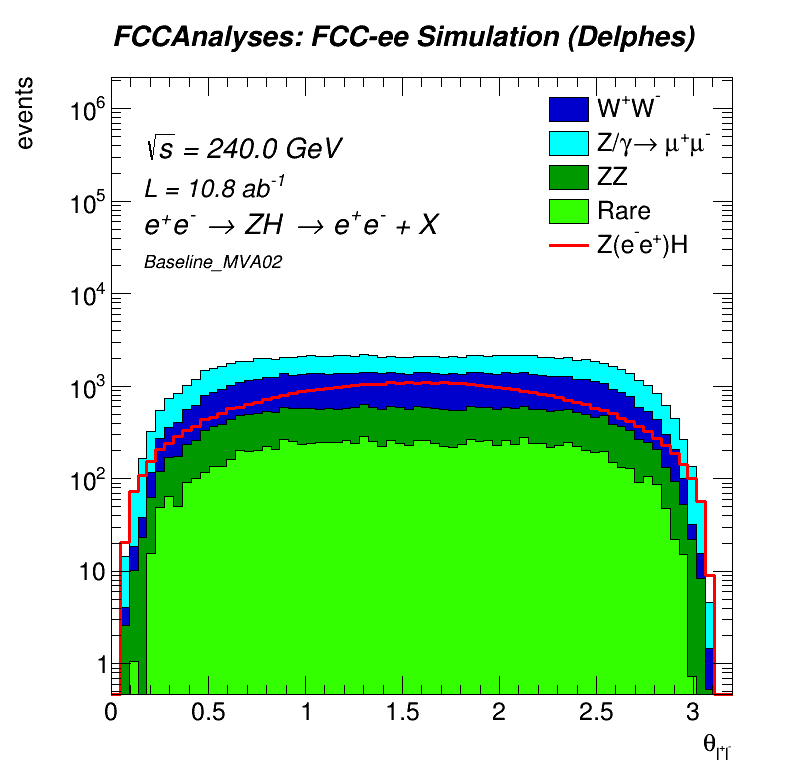 FCCAnalyses: FCC-ee Simulation (Delphes)
events
√s = 240.0 GeV
L = 10.8 ab⁻¹
e⁺e⁻ → ZH → e⁺e⁻ + X
Baseline_MVA02
W⁺W⁻
Z/γ→ μ⁺μ⁻
ZZ
Rare
Z(e⁻e⁺)H
10⁶
10⁵
10⁴
10³
10²
10
1
0 0.5 1 1.5 2 2.5 3
θ_l⁺l⁻